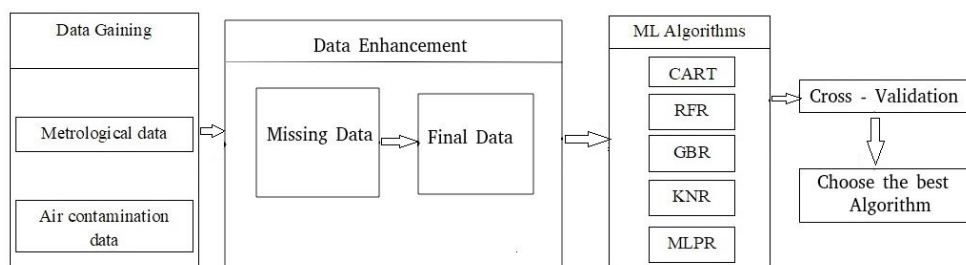 Data Gaining
Metrological data
Air contamination
data
Data Enhancement
Missing Data
Final Data
ML Algorithms
CART
RFR
GBR
KNR
MLPR
Cross - Validation
Choose the best
Algorithm